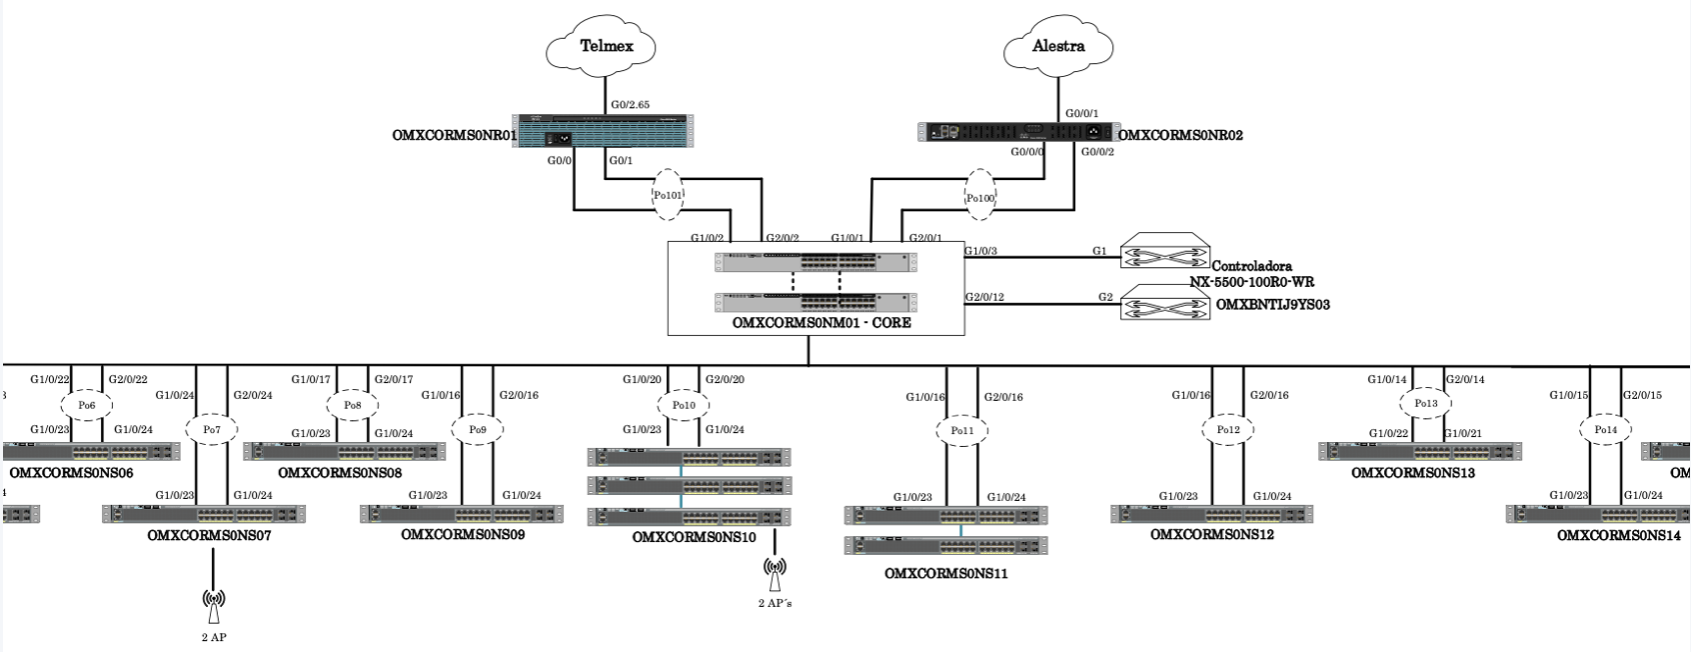 Telmex
Alestra
G0/2.65
G0/0/1
OMXCORMS0NR01
OMXCORMS0NR02
G0/0
G0/1
G0/0/0
G0/0/2
Po101
Po100
G1/0/2
G2/0/2
G1/0/1
G2/0/1
G1/0/3
G1
Controladora
NX-5500-100R0-WR
G2/0/12
G2
OMXBNTIJ9YS03
OMXCORMS0NM01 - CORE
G1/0/22
G2/0/22
Po6
G1/0/23
G1/0/24
OMXCORMS0NS06
G1/0/24
G2/0/24
Po7
G1/0/23
G1/0/24
OMXCORMS0NS07
2 AP
G1/0/17
G2/0/17
Po8
G1/0/23
G1/0/24
OMXCORMS0NS08
G1/0/16
G2/0/16
Po9
G1/0/23
G1/0/24
OMXCORMS0NS09
G1/0/20
G2/0/20
Po10
G1/0/23
G1/0/24
OMXCORMS0NS10
2 AP´s
G1/0/16
G2/0/16
Po11
G1/0/23
G1/0/24
OMXCORMS0NS11
G1/0/16
G2/0/16
Po12
G1/0/23
G1/0/24
OMXCORMS0NS12
G1/0/14
G2/0/14
Po13
G1/0/22
G1/0/21
OMXCORMS0NS13
G1/0/15
G2/0/15
Po14
G1/0/23
G1/0/24
OMXCORMS0NS14
OM